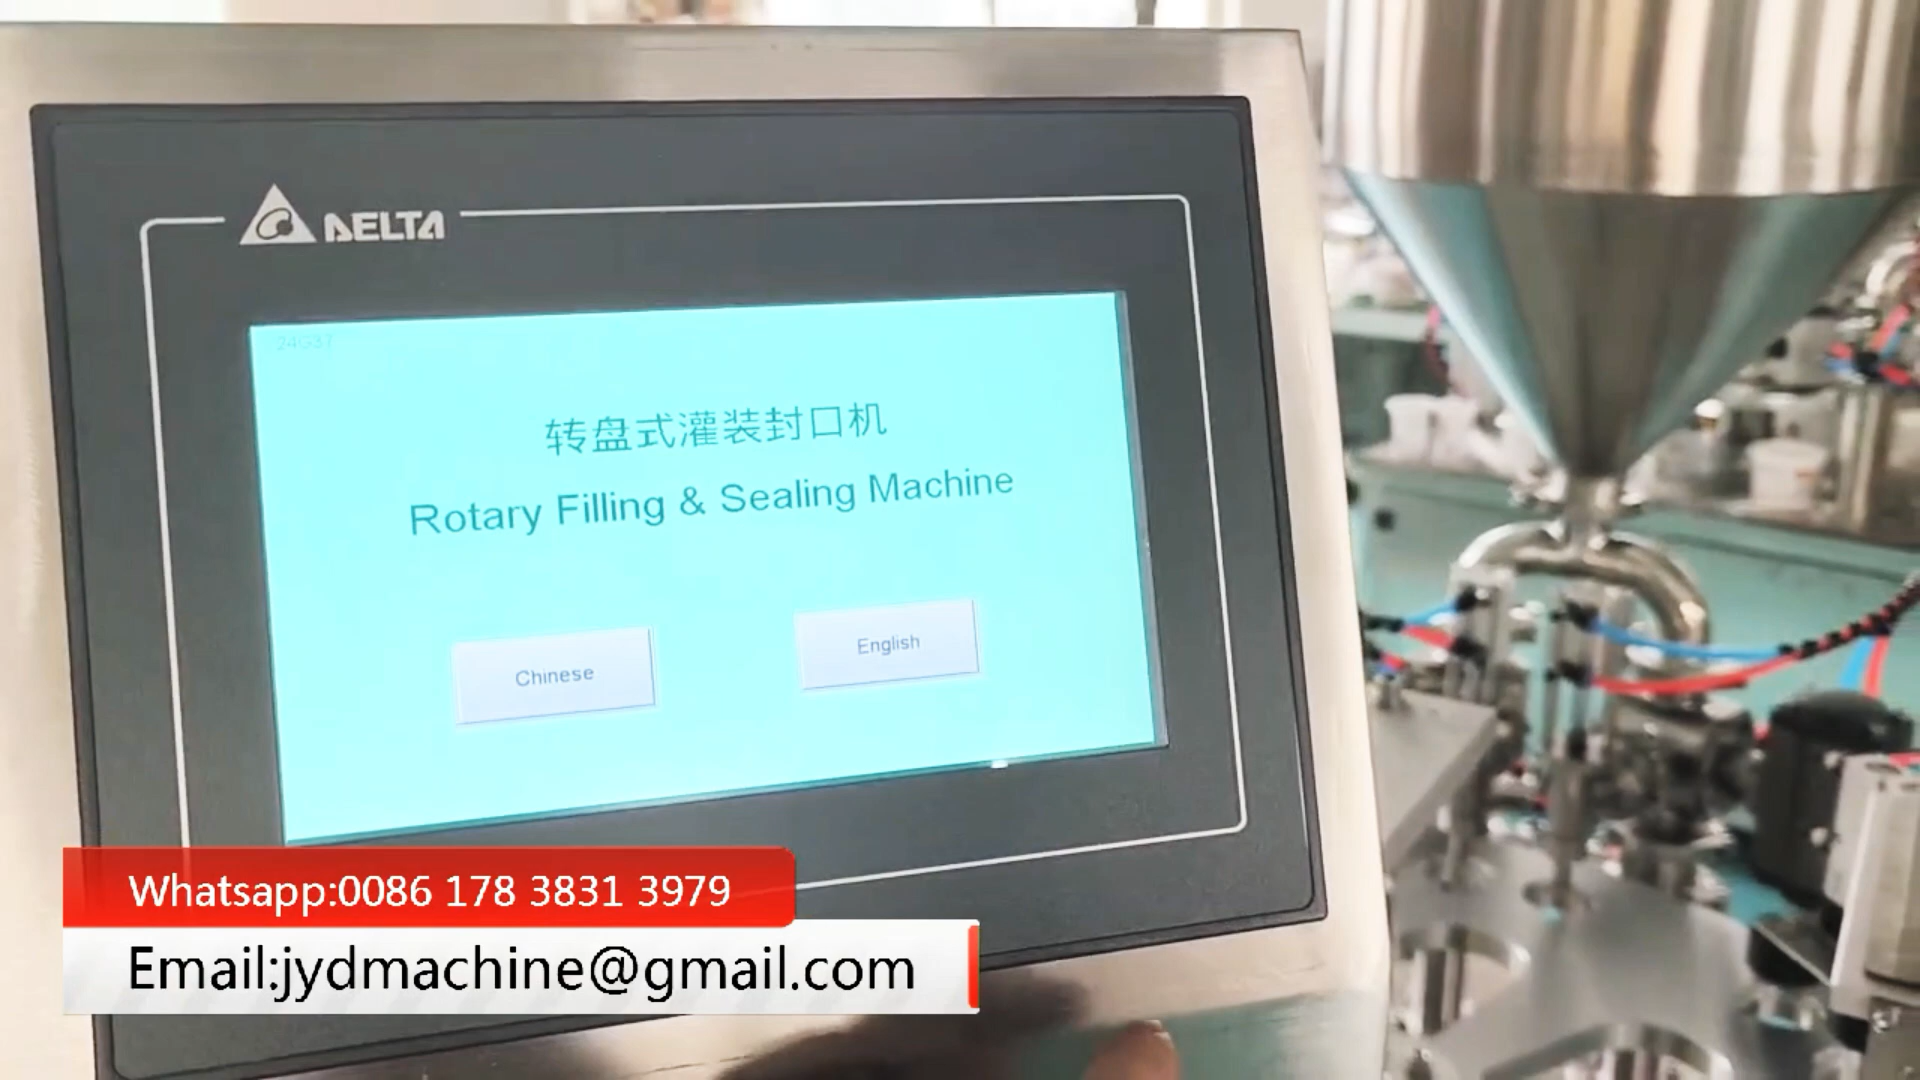 DELTA
24G37
转盘式灌装封口机
Rotary Filling & Sealing Machine
Chinese
English
Whatsapp:0086 178 3831 3979
Email:jydmachine@gmail.com